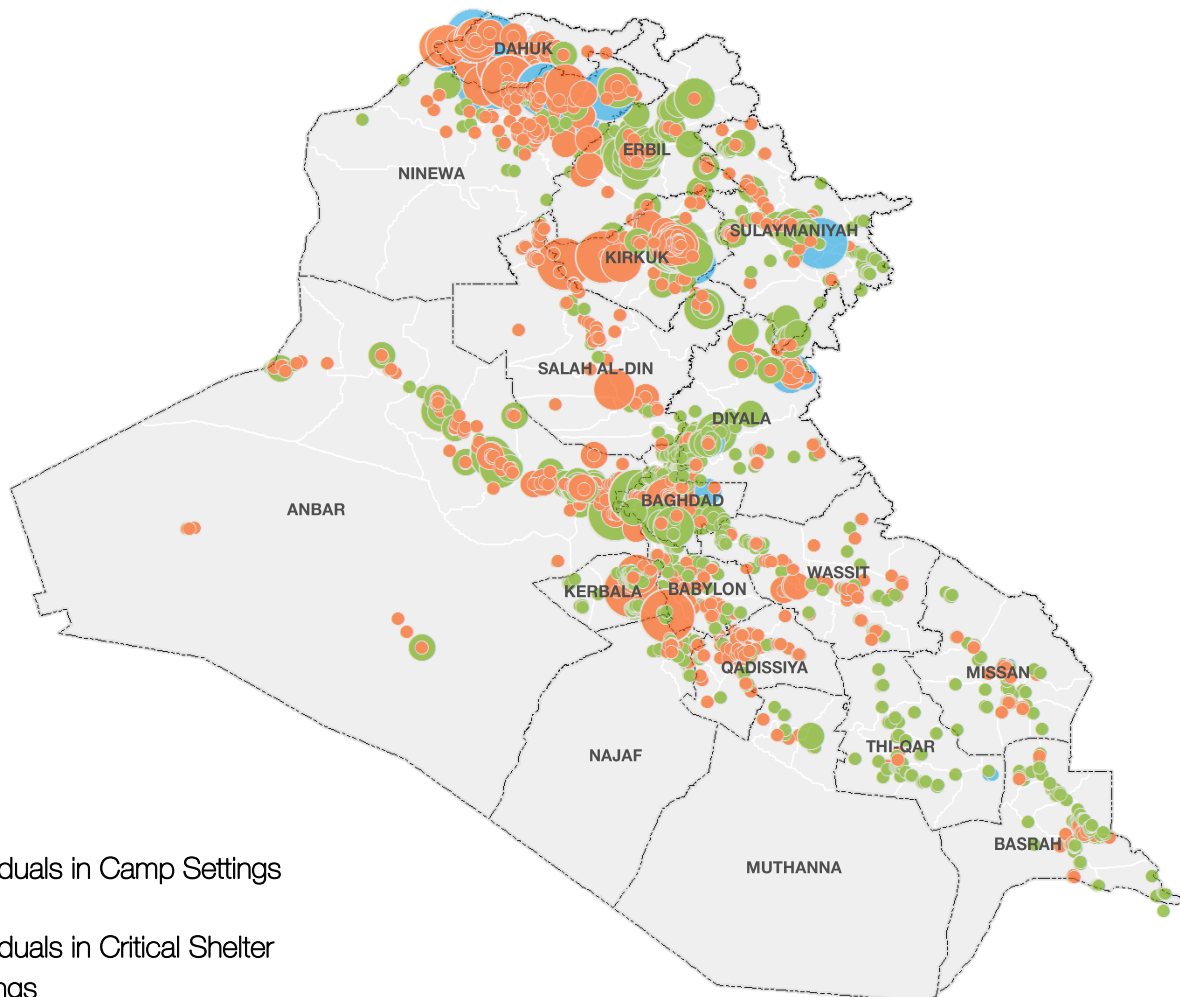 DAHUK
ERBIL
NINEWA
SULAYMANIYAH
KIRKUK
SALAH AL-DIN
DIYALA
BAGHDAD
ANBAR
WASSIT
KERBALA
BABYLON
QADISSIYA
MISSAN
THI-QAR
NAJAF
BASRAH
MUTHANNA
duals in Camp Settings
duals in Critical Shelter
ngs